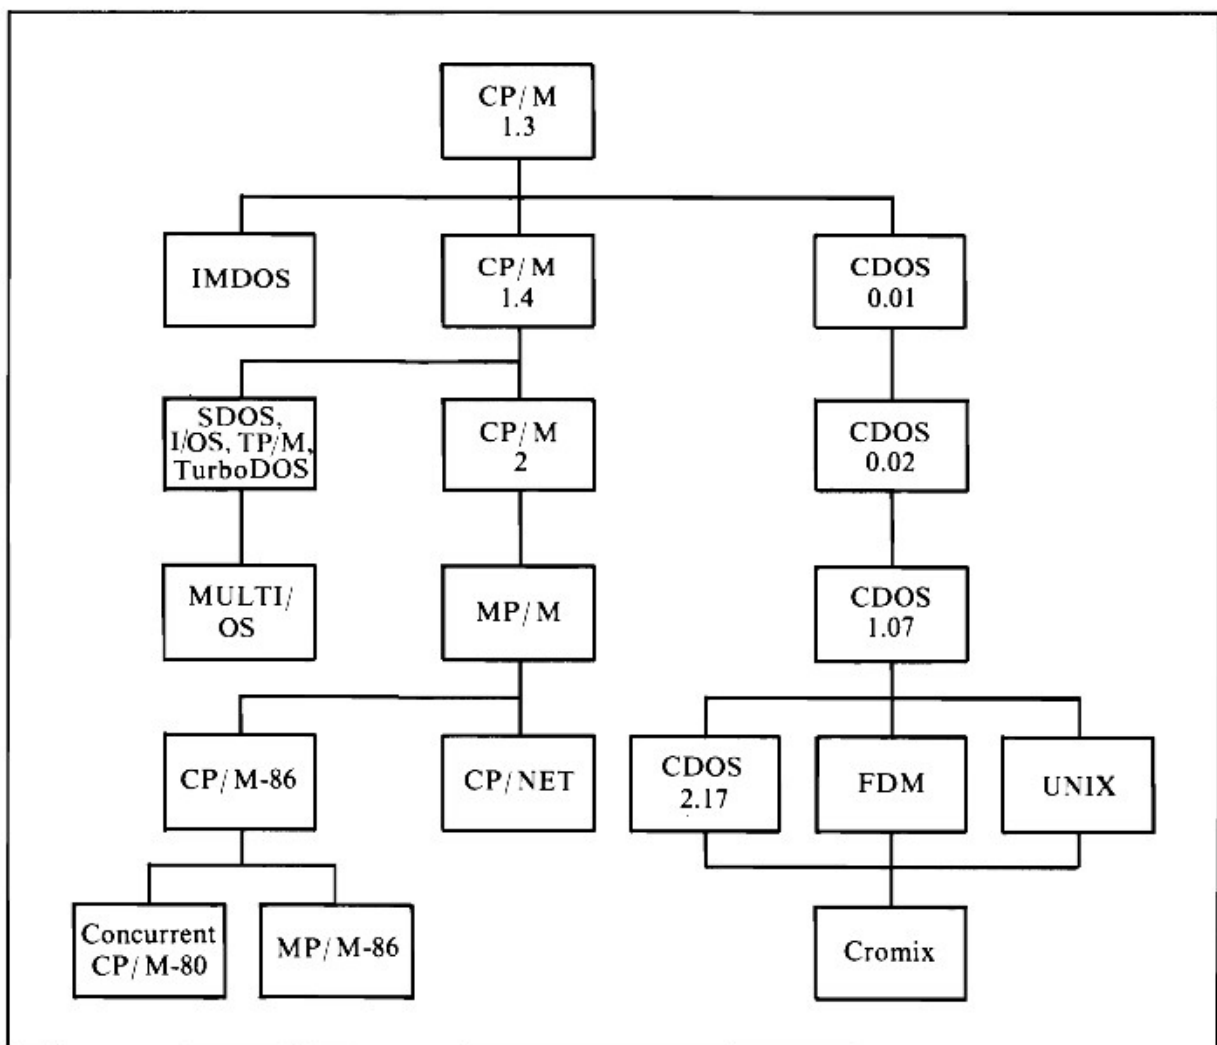 CP/M
1.3
IMDOS
CP/M
1.4
CDOS
0.01
SDOS,
I/OS, TP/M,
TurboDOS
CP/M
2
CDOS
0.02
MULTI/
OS
MP/M
CDOS
1.07
CP/M-86
CP/NET
CDOS
2.17
FDM
UNIX
Concurrent
CP/M-80
MP/M-86
Cromix